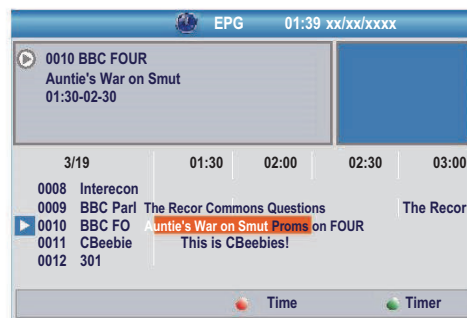 EPG 01:39 xx/xx/xxxx
0010 BBC FOUR
Auntie's War on Smut
01:30-02-30
3/19 01:30 02:00 02:30 03:00
0008 Interecon
0009 BBC Parl The Recor Commons Questions The Recor
0010 BBC FO Auntie's War on Smut Proms on FOUR
0011 CBeebie This is CBeebies!
0012 301
Time Timer